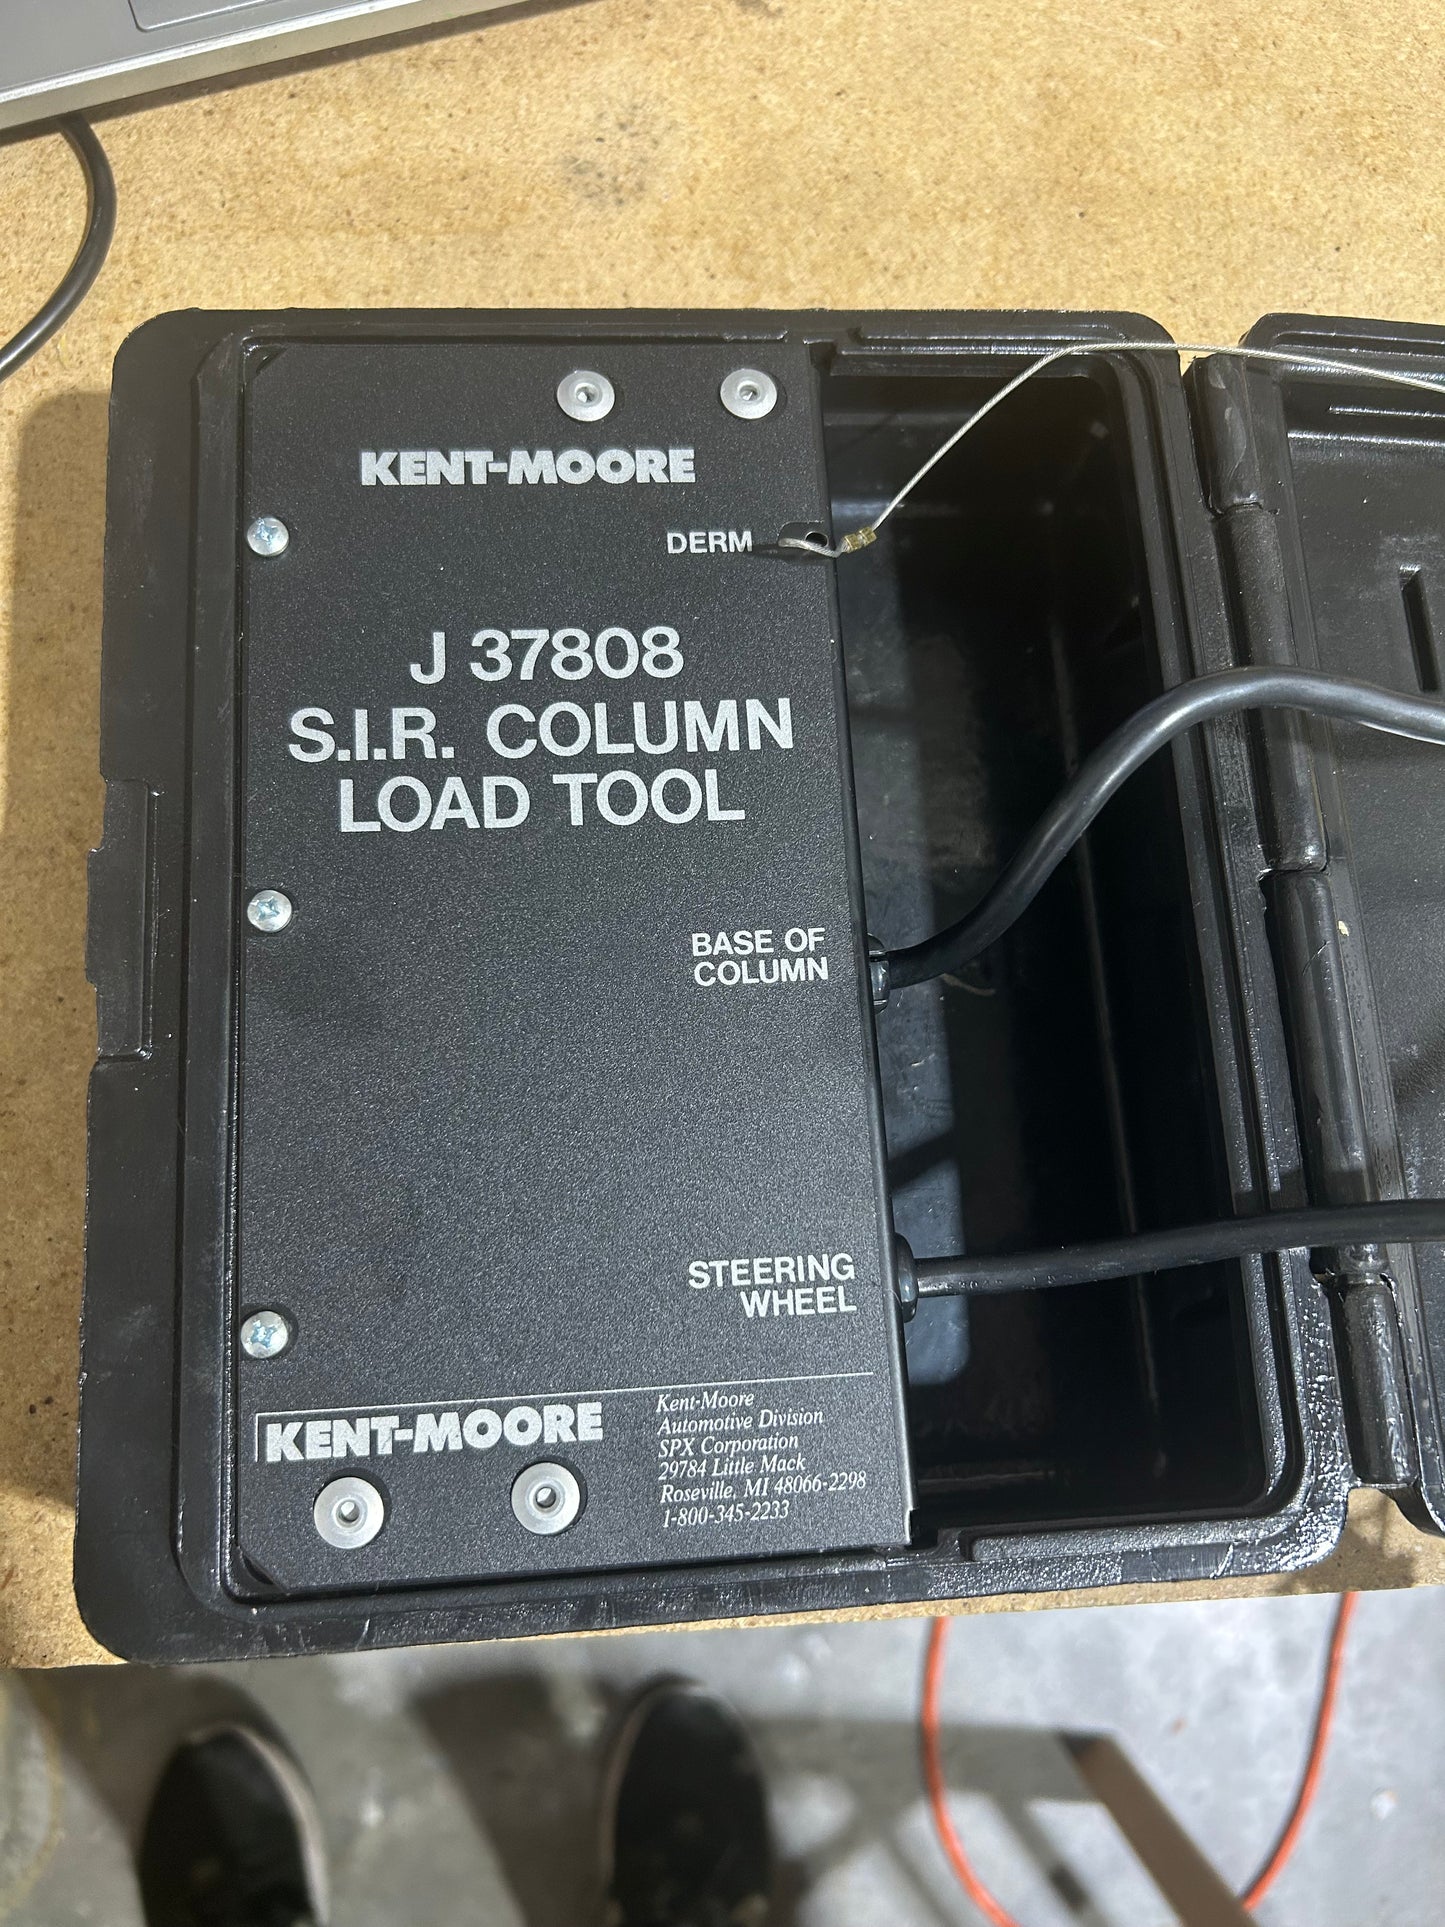 KENT-MOORE
DERM
J 37808
S.I.R. COLUMN
LOAD TOOL
BASE OF
COLUMN
STEERING
WHEEL
KENT-MOORE
Kent-Moore
Automotive Division
SPX Corporation
29784 Little Mack
Roseville, MI 48066-2298
1-800-345-2233